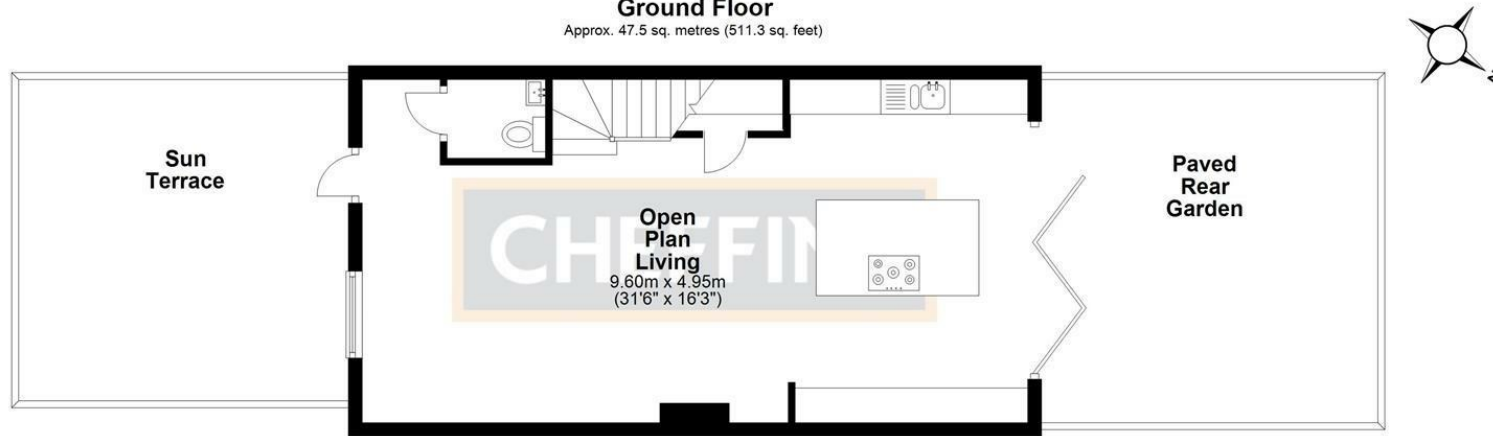 Ground Floor
Approx. 47.5 sq. metres (511.3 sq. feet)
N
Sun
Terrace
Open
Plan
Living
9.60m x 4.95m
(31'6" x 16'3")
Paved
Rear
Garden